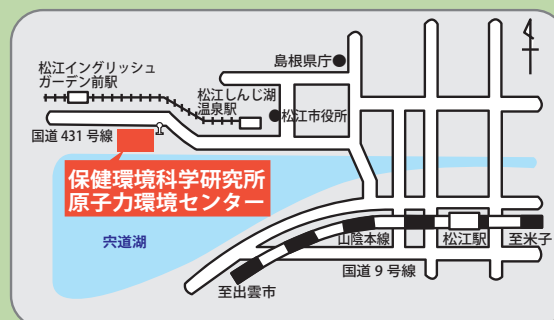 島根県庁
松江イングリッシュ
ガーデン前駅
松江しんじ湖
温泉駅
松江市役所
国道 431 号線
保健環境科学研究所
原子力環境センター
宍道湖
山陰本線
松江駅
至米子
国道 9 号線
至出雲市